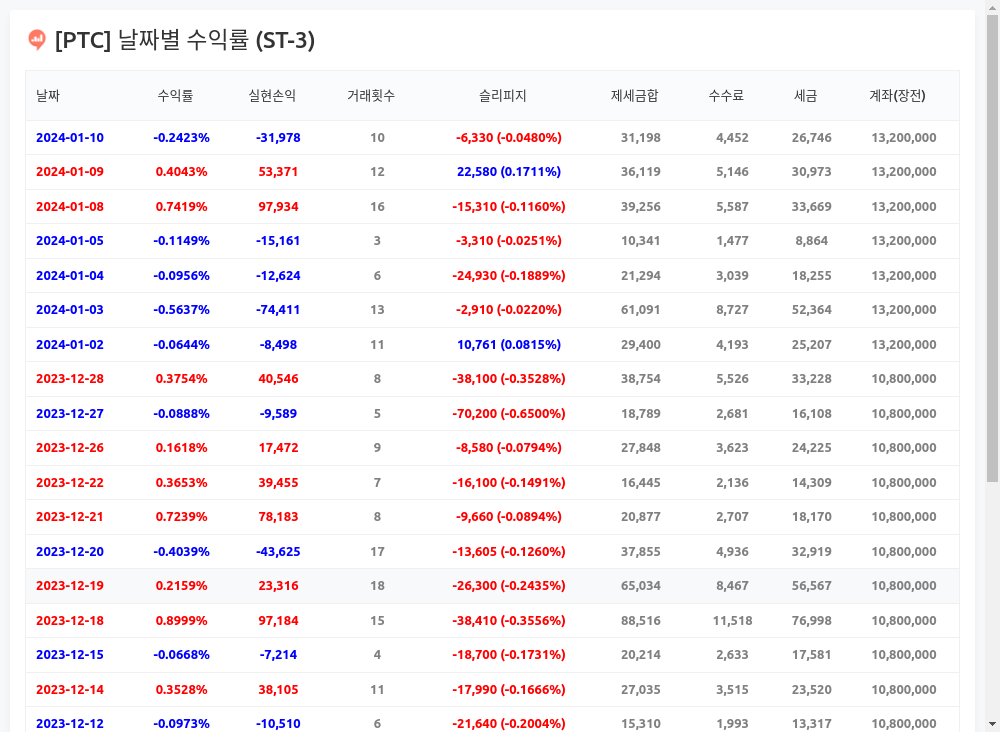 [PTC] 날짜별 수익률 (ST-3)
날짜 수익률 실현손익 거래횟수 슬리피지 제세금합 수수료 세금 계좌(장전)
2024-01-10 -0.2423% -31,978 10 -6,330 (-0.0480%) 31,198 4,452 26,746 13,200,000
2024-01-09 0.4043% 53,371 12 22,580 (0.1711%) 36,119 5,146 30,973 13,200,000
2024-01-08 0.7419% 97,934 16 -15,310 (-0.1160%) 39,256 5,587 33,669 13,200,000
2024-01-05 -0.1149% -15,161 3 -3,310 (-0.0251%) 10,341 1,477 8,864 13,200,000
2024-01-04 -0.0956% -12,624 6 -24,930 (-0.1889%) 21,294 3,039 18,255 13,200,000
2024-01-03 -0.5637% -74,411 13 -2,910 (-0.0220%) 61,091 8,727 52,364 13,200,000
2024-01-02 -0.0644% -8,498 11 10,761 (0.0815%) 29,400 4,193 25,207 13,200,000
2023-12-28 0.3754% 40,546 8 -38,100 (-0.3528%) 38,754 5,526 33,228 10,800,000
2023-12-27 -0.0888% -9,589 5 -70,200 (-0.6500%) 18,789 2,681 16,108 10,800,000
2023-12-26 0.1618% 17,472 9 -8,580 (-0.0794%) 27,848 3,623 24,225 10,800,000
2023-12-22 0.3653% 39,455 7 -16,100 (-0.1491%) 16,445 2,136 14,309 10,800,000
2023-12-21 0.7239% 78,183 8 -9,660 (-0.0894%) 20,877 2,707 18,170 10,800,000
2023-12-20 -0.4039% -43,625 17 -13,605 (-0.1260%) 37,855 4,936 32,919 10,800,000
2023-12-19 0.2159% 23,316 18 -26,300 (-0.2435%) 65,034 8,467 56,567 10,800,000
2023-12-18 0.8999% 97,184 15 -38,410 (-0.3556%) 88,516 11,518 76,998 10,800,000
2023-12-15 -0.0668% -7,214 4 -18,700 (-0.1731%) 20,214 2,633 17,581 10,800,000
2023-12-14 0.3528% 38,105 11 -17,990 (-0.1666%) 27,035 3,515 23,520 10,800,000
2023-12-12 -0.0973% -10,510 6 -21,640 (-0.2004%) 15,310 1,993 13,317 10,800,000